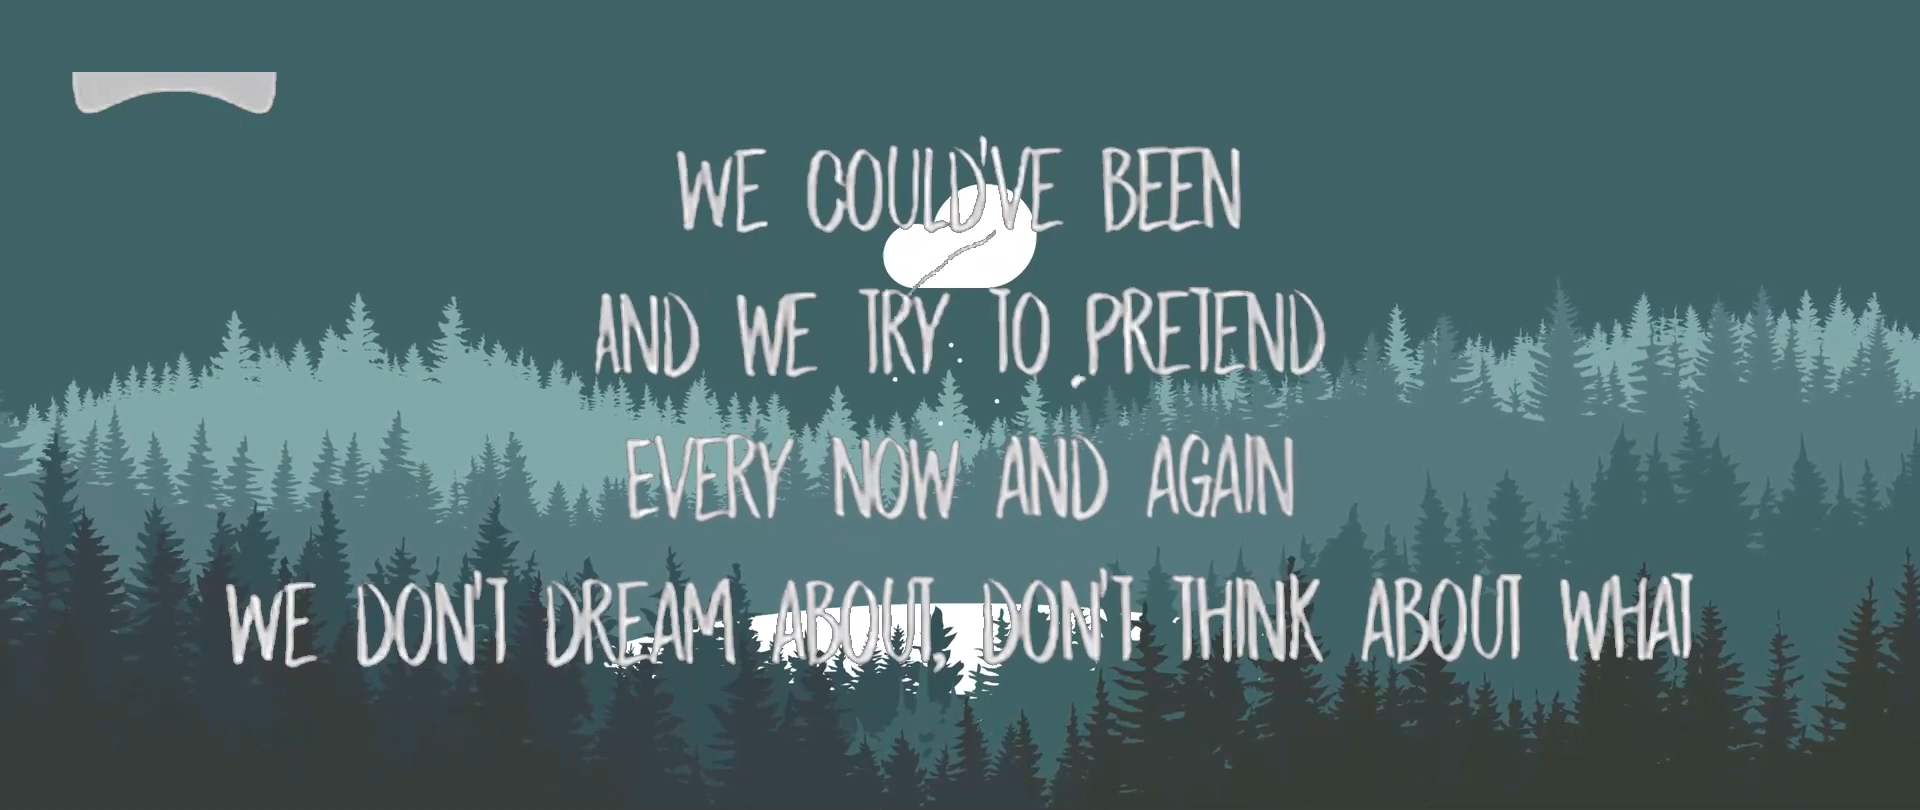 WE COULD'VE BEEN
AND WE TRY TO PRETEND
EVERY NOW AND AGAIN
WE DON'T DREAM ABOUT, DON'T THINK ABOUT WHAT